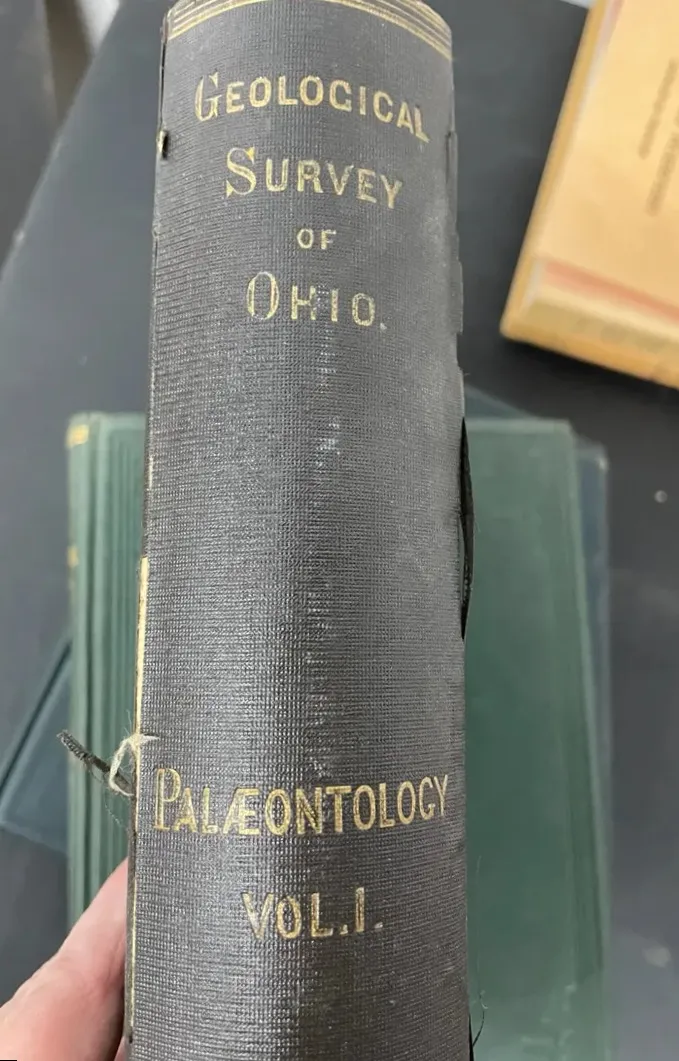 GEOLOGICAL
SURVEY
OF
OHIO.
PALÆONTOLOGY
VOL. I.